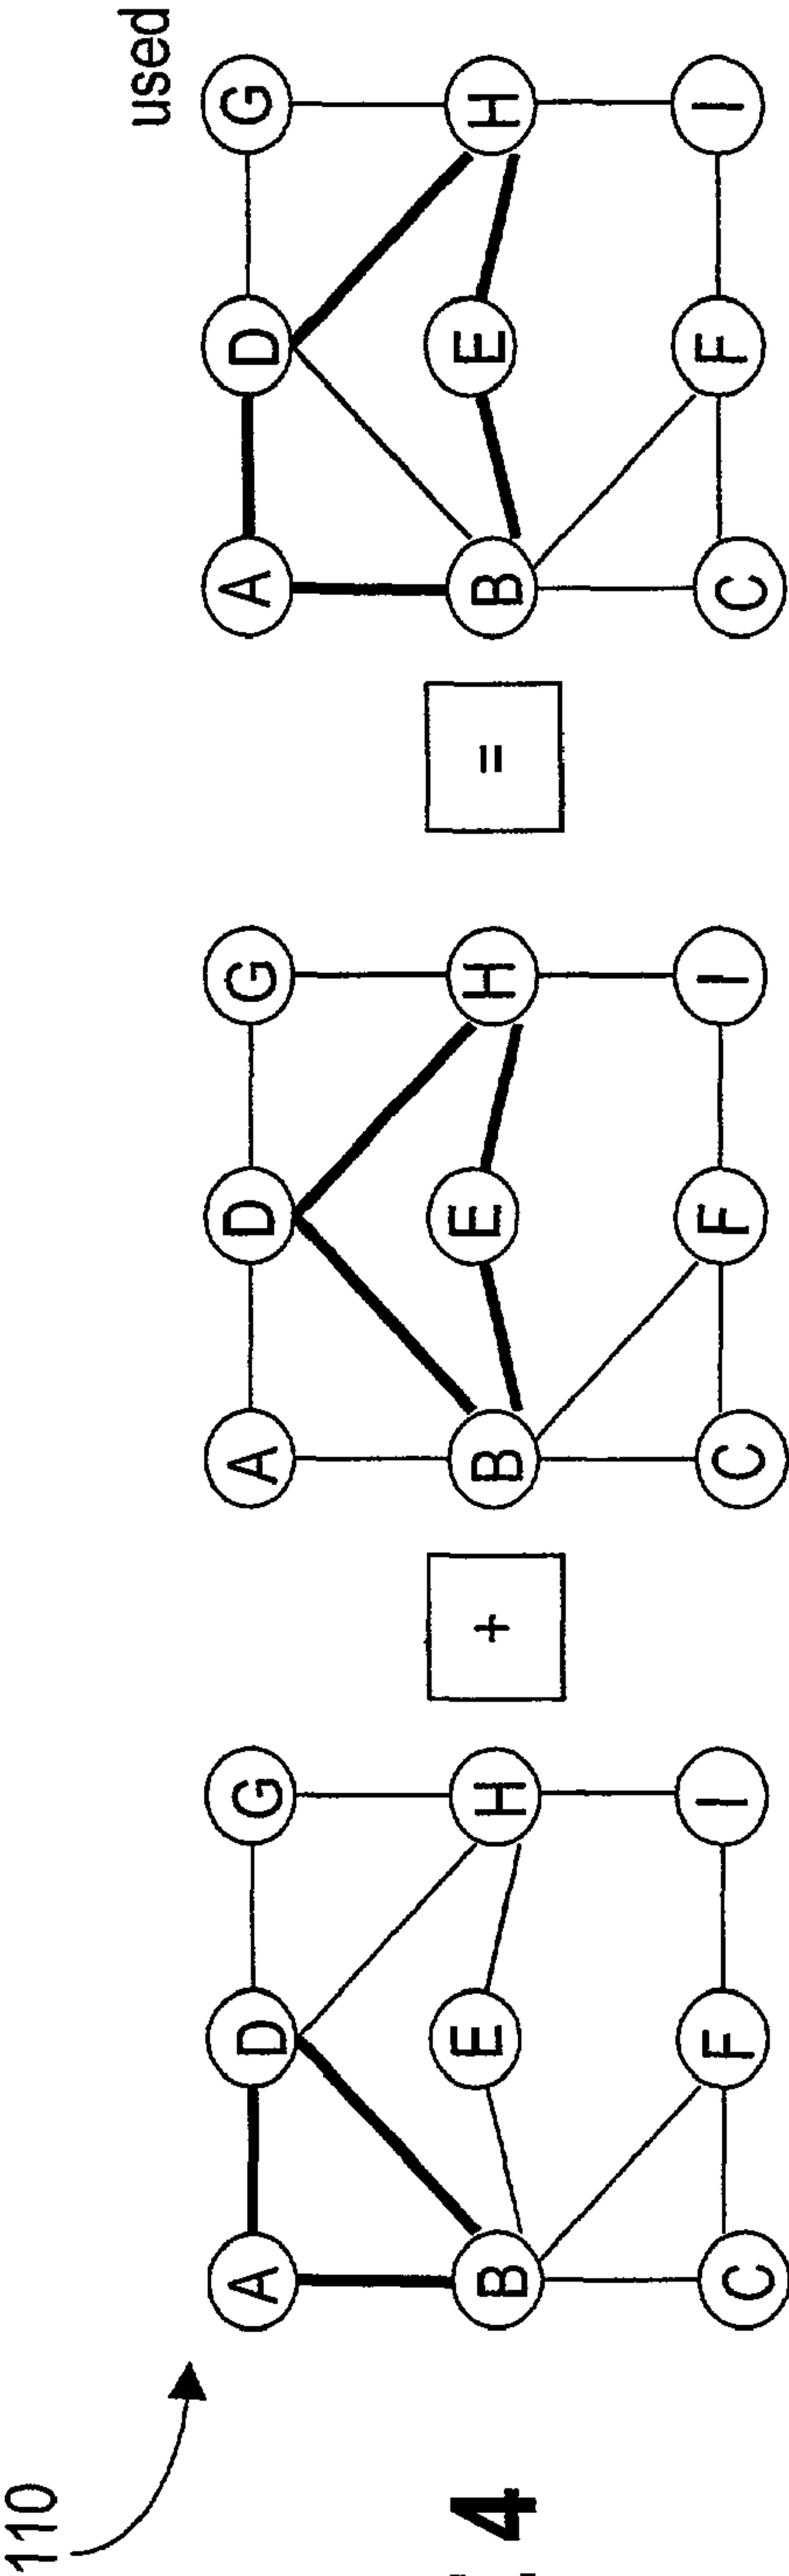 110
used
A D G A D G A D G
4 B E H + B E H = B E H
C F I C F I C F I